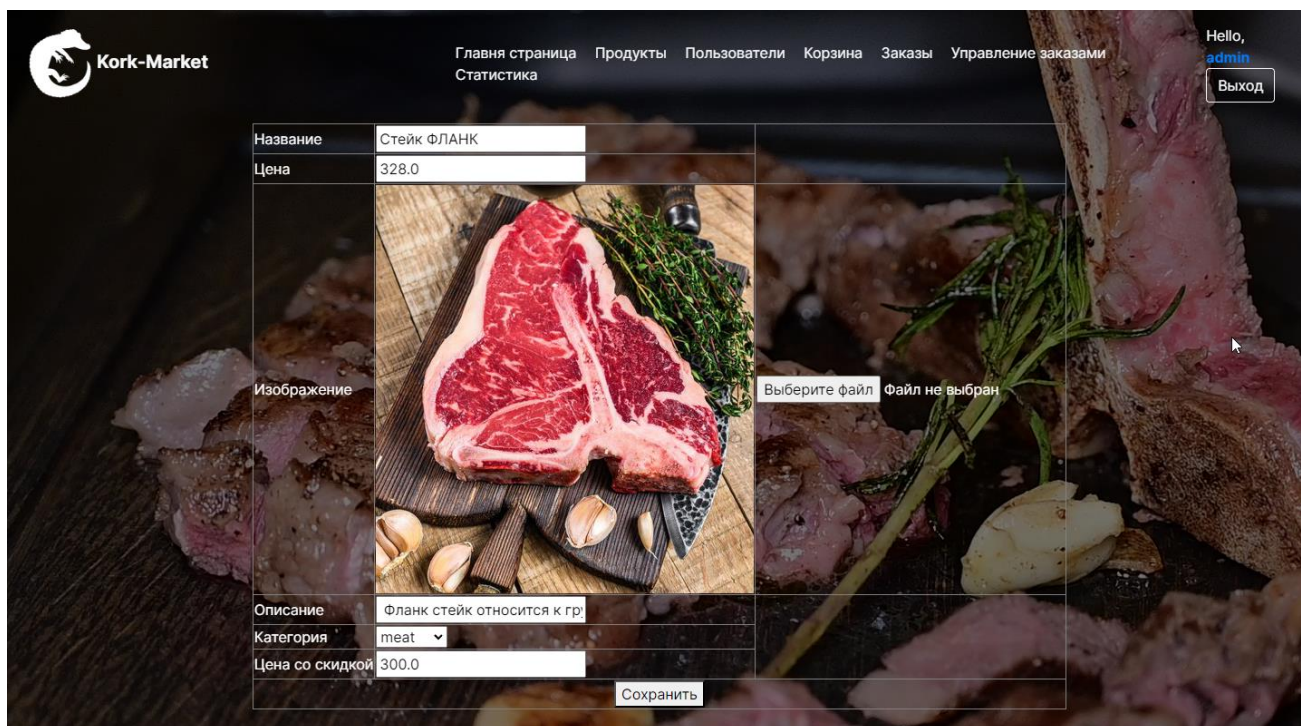 Kork-Market
Главня страница Продукты Пользователи Корзина Заказы Управление заказами
Статистика
Hello,
admin
Выход
Название Стейк ФЛАНК
Цена 328.0
Изображение Выберите файл Файл не выбран
Описание Фланк стейк относится к гру
Категория meat
Цена со скидкой 300.0
Сохранить